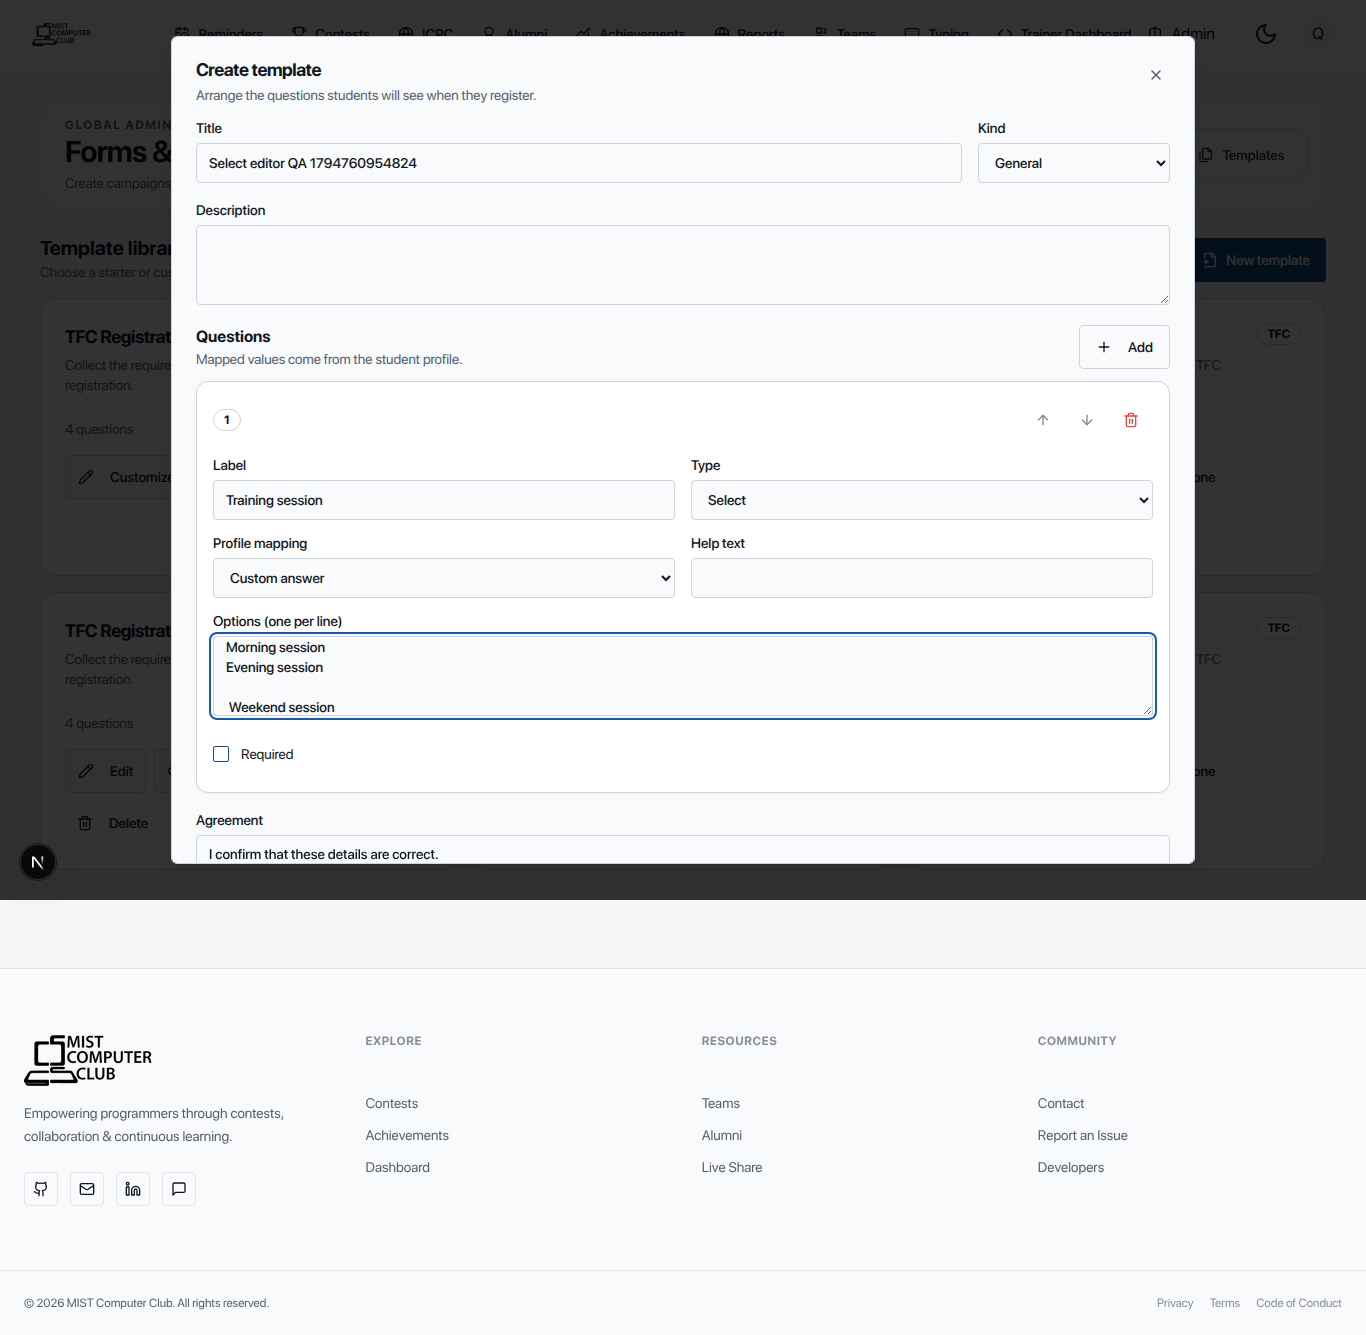 MIST
COMPUTER
CLUB
Reminders
Contests
ICPC
Alumni
Achievements
Reports
Teams
Typing
Trainer Dashboard
Admin
Q
GLOBAL ADMIN
Forms &
Create campaigns
Templates
Template librar
Choose a starter or cus
New template
TFC Registrat
Collect the require
registration.
4 questions
Customize
TFC
TFC
one
TFC Registrat
Collect the require
registration.
4 questions
Edit
Delete
TFC
TFC
one
Create template
Arrange the questions students will see when they register.
Title
Kind
Select editor QA 1794760954824
General
Description
Questions
Mapped values come from the student profile.
Add
1
Label
Type
Training session
Select
Profile mapping
Help text
Custom answer
Options (one per line)
Morning session
Evening session
Weekend session
Required
Agreement
I confirm that these details are correct.
N
MIST
COMPUTER
CLUB
Empowering programmers through contests,
collaboration & continuous learning.
EXPLORE
Contests
Achievements
Dashboard
RESOURCES
Teams
Alumni
Live Share
COMMUNITY
Contact
Report an Issue
Developers
© 2026 MIST Computer Club. All rights reserved.
Privacy
Terms
Code of Conduct